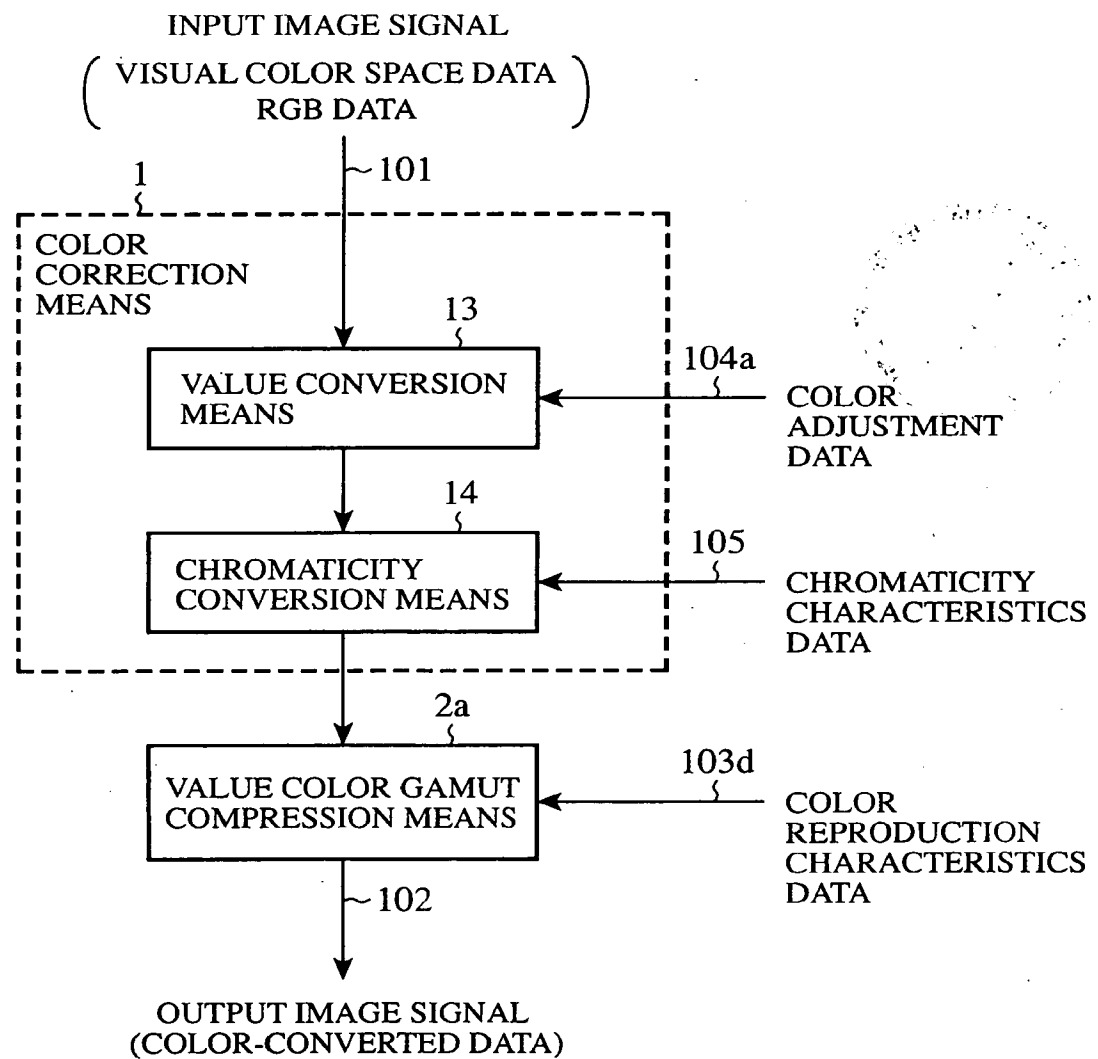 INPUT IMAGE SIGNAL
VISUAL COLOR SPACE DATA
RGB DATA
101
1
COLOR
CORRECTION
MEANS
13
VALUE CONVERSION
MEANS
104a
COLOR
ADJUSTMENT
DATA
14
CHROMATICITY
CONVERSION MEANS
105
CHROMATICITY
CHARACTERISTICS
DATA
2a
VALUE COLOR GAMUT
COMPRESSION MEANS
103d
COLOR
REPRODUCTION
CHARACTERISTICS
DATA
102
OUTPUT IMAGE SIGNAL
(COLOR-CONVERTED DATA)